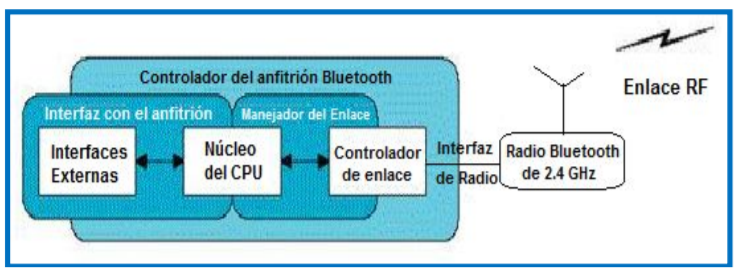 Controlador del anfitrión Bluetooth
Enlace RF
Interfaz con el anfitrión
Manejador del Enlace
Interfaces
Externas
Núcleo
del CPU
Controlador
de enlace
Interfaz
de Radio
Radio Bluetooth
de 2.4 GHz